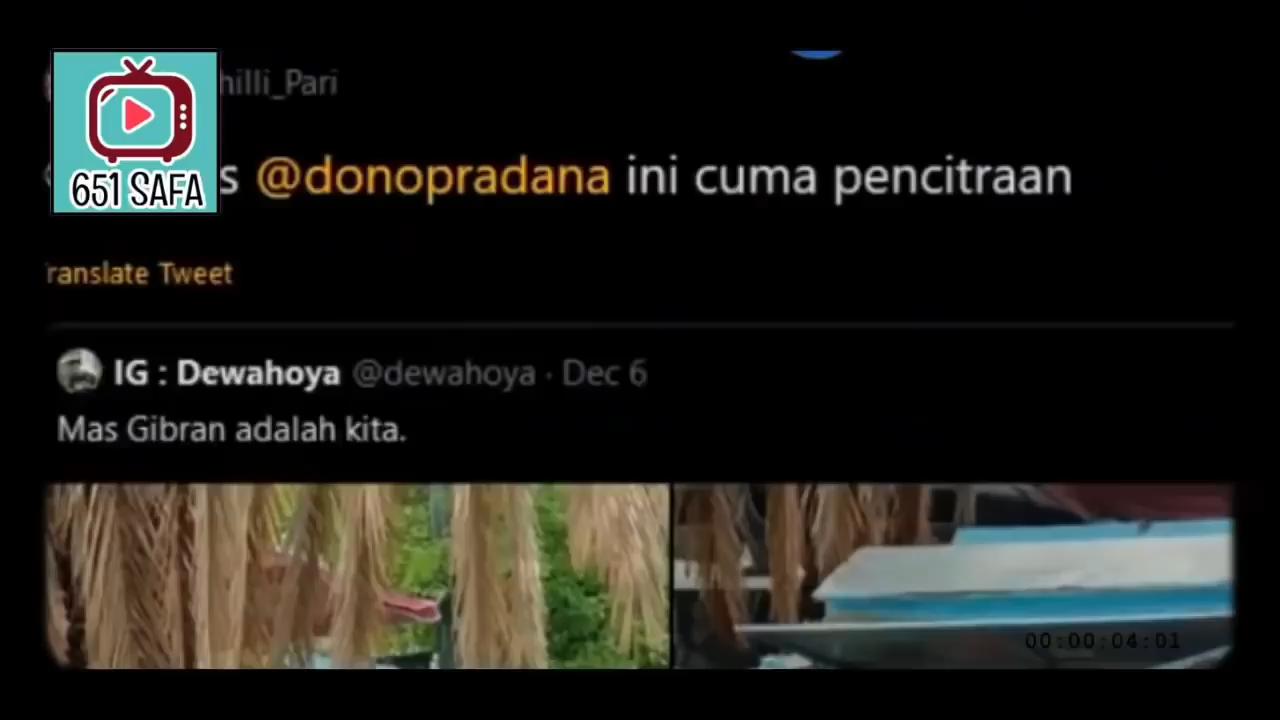 hilli_Pari
651 SAFA
s @donopradana ini cuma pencitraan
ranslate Tweet
IG : Dewahoya @dewahoya · Dec 6
Mas Gibran adalah kita.
00:00:04:01